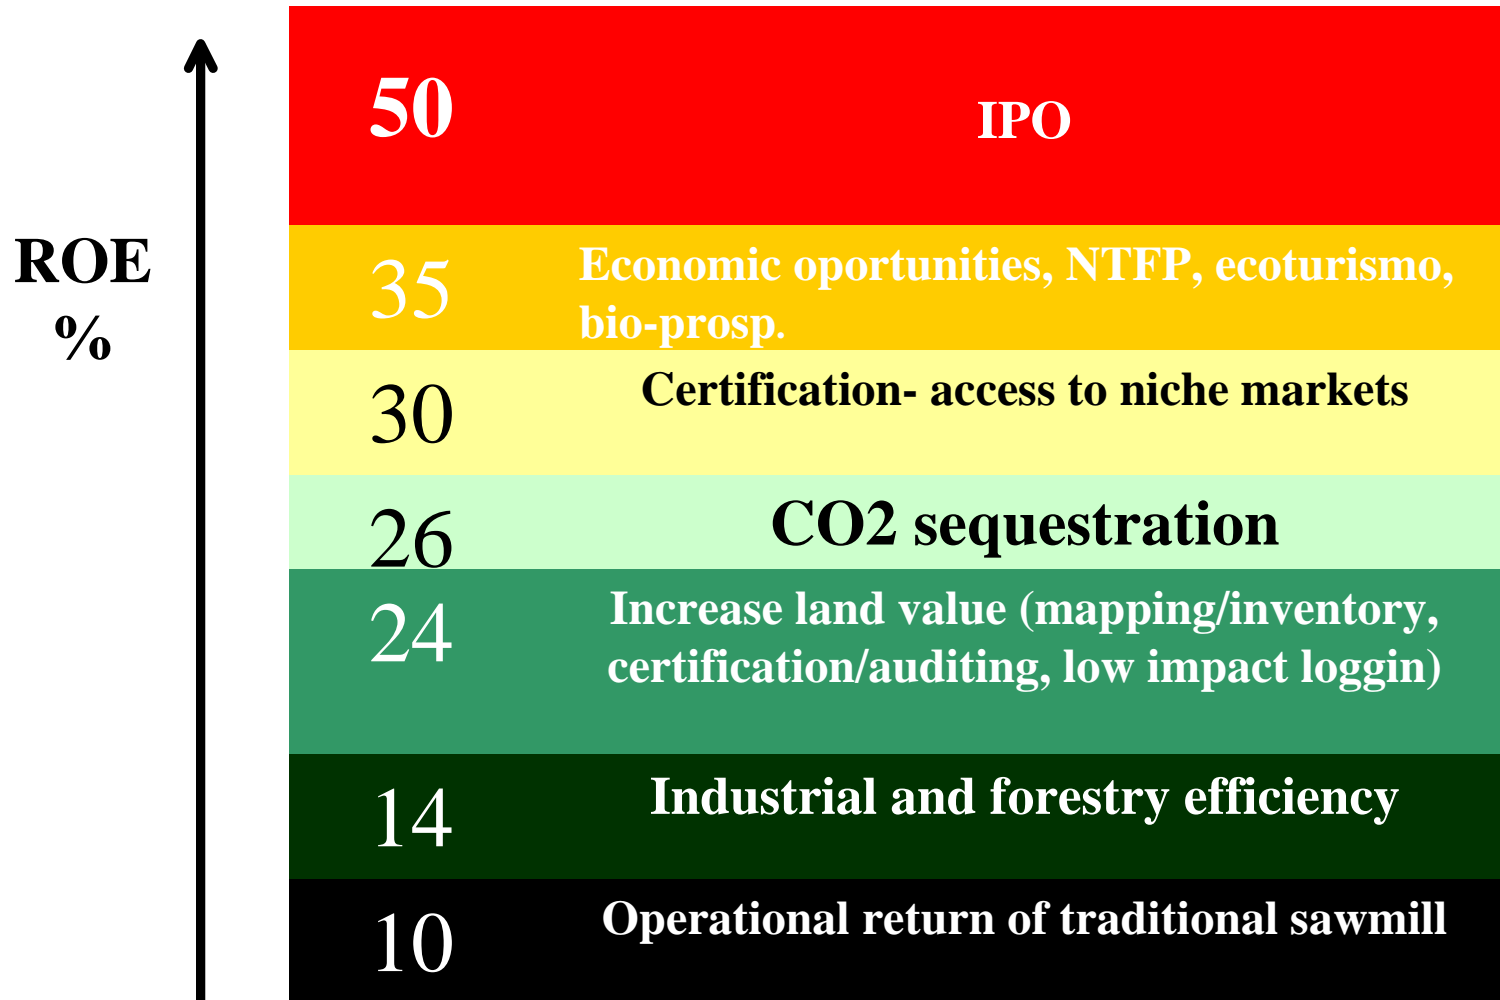 50 IPO
ROE
%
35 Economic oportunities, NTFP, ecoturismo,
bio-prosp.
30 Certification- access to niche markets
26 CO2 sequestration
24 Increase land value (mapping/inventory,
certification/auditing, low impact loggin)
14 Industrial and forestry efficiency
10 Operational return of traditional sawmill